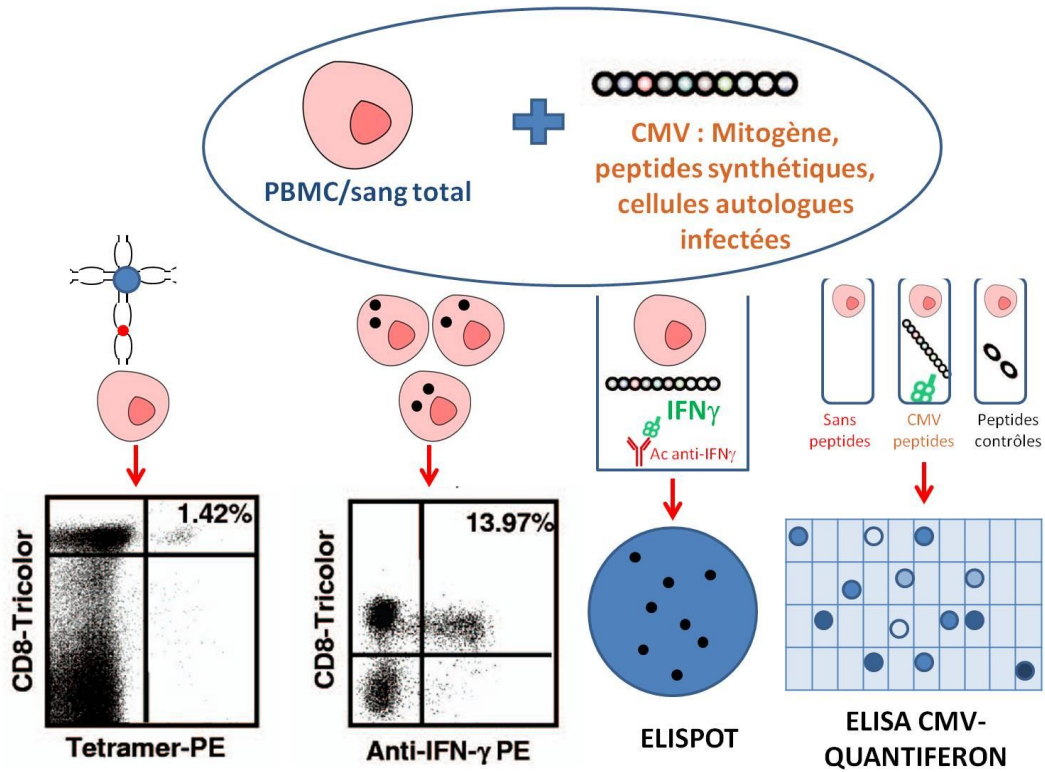 PBMC/sang total
CMV : Mitogène,
peptides synthétiques,
cellules autologues
infectées
IFNγ
Ac anti-IFNγ
Sans
peptides
CMV
peptides
Peptides
contrôles
1.42%
CD8-Tricolor
Tetramer-PE
13.97%
CD8-Tricolor
Anti-IFN-γ PE
ELISPOT
ELISA CMV-
QUANTIFERON